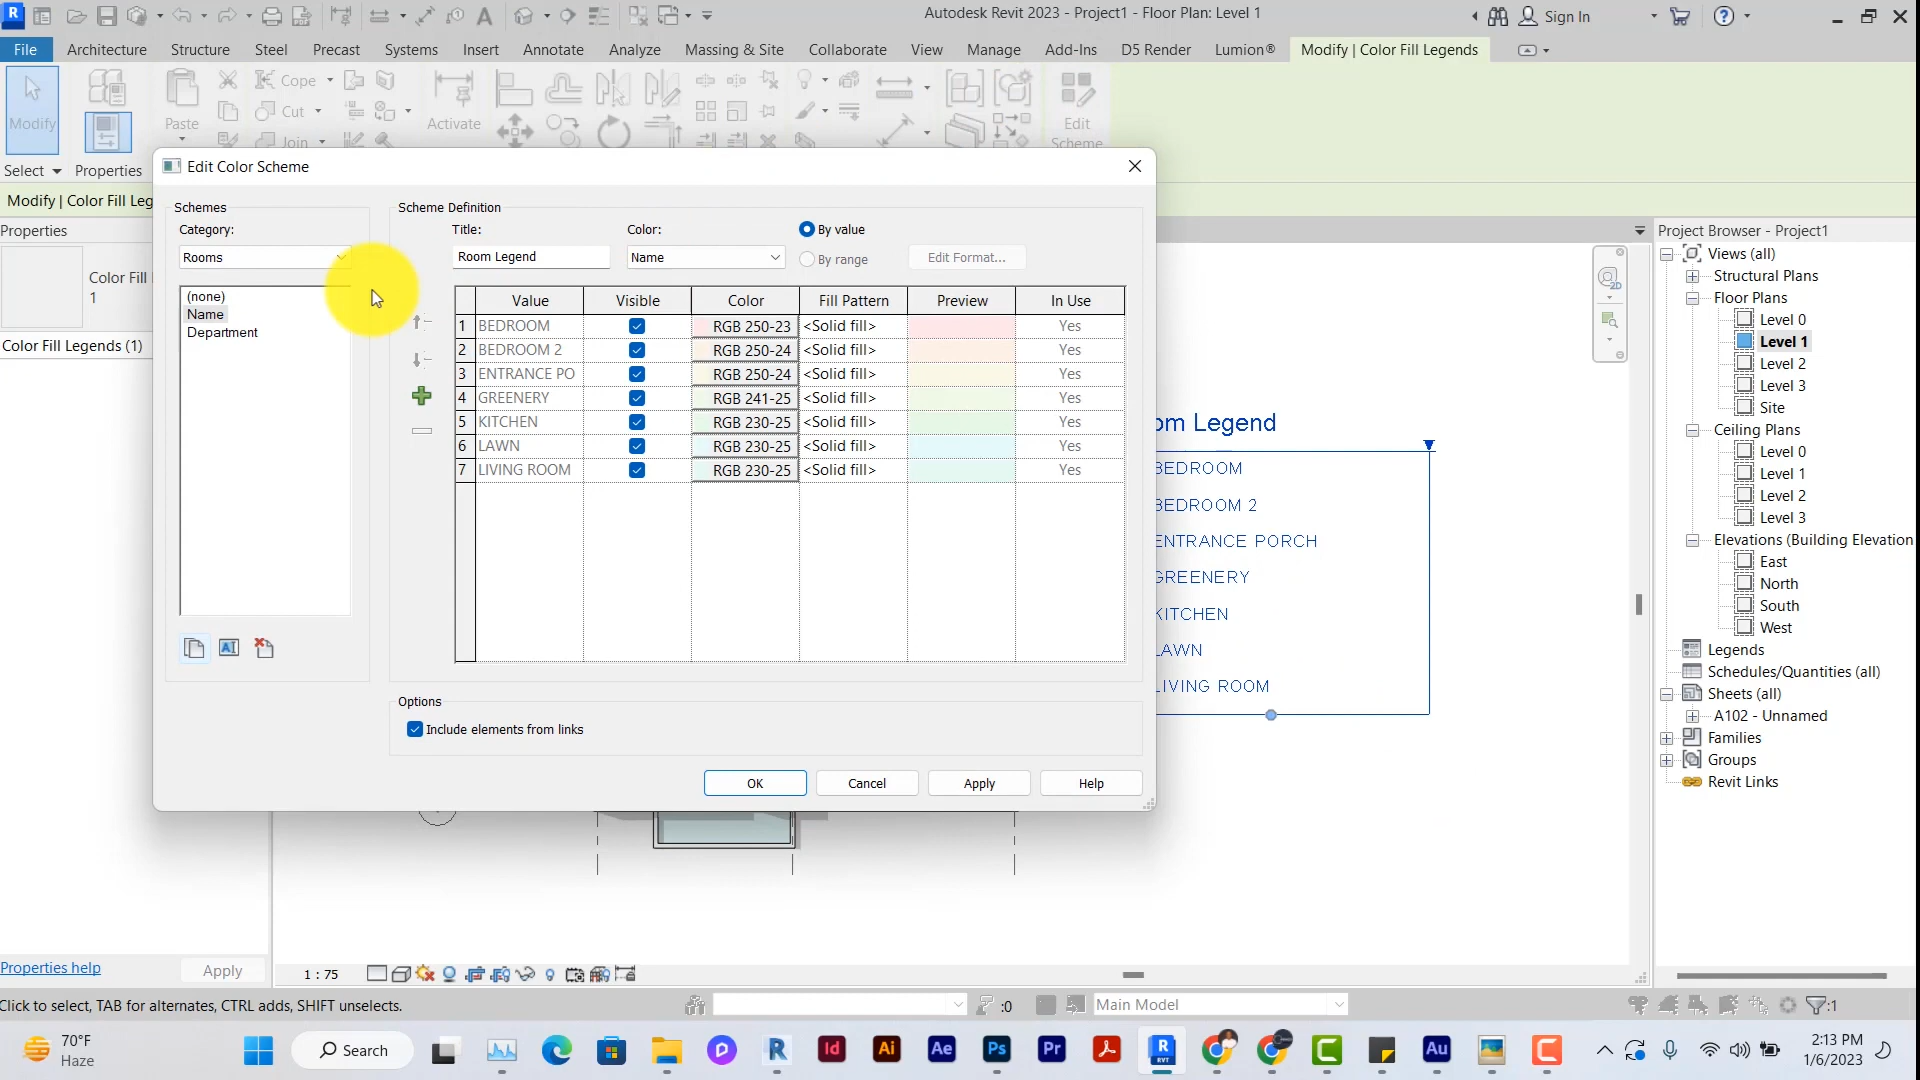 Autodesk Revit 2023 - Project1 - Floor Plan: Level 1
Sign In
File Architecture Structure Steel Precast Systems Insert Annotate Analyze Massing & Site Collaborate View Manage Add-Ins D5 Render Lumion® Modify | Color Fill Legends
Modify
Paste
Cope
Cut
Join
Activate
Edit
Scheme
Select Properties
Modify | Color Fill Leg
Properties
Color Fill
1
Color Fill Legends (1)
Properties help
Apply
Edit Color Scheme
Schemes
Category:
Rooms
(none)
Name
Department
Scheme Definition
Title:
Room Legend
Color:
Name
By value
By range
Edit Format...
Value Visible Color Fill Pattern Preview In Use
1 BEDROOM RGB 250-23 <Solid fill> Yes
2 BEDROOM 2 RGB 250-24 <Solid fill> Yes
3 ENTRANCE PO RGB 250-24 <Solid fill> Yes
4 GREENERY RGB 241-25 <Solid fill> Yes
5 KITCHEN RGB 230-25 <Solid fill> Yes
6 LAWN RGB 230-25 <Solid fill> Yes
7 LIVING ROOM RGB 230-25 <Solid fill> Yes
Options
Include elements from links
OK Cancel Apply Help
om Legend
BEDROOM
BEDROOM 2
ENTRANCE PORCH
GREENERY
KITCHEN
LAWN
LIVING ROOM
Project Browser - Project1
Views (all)
Structural Plans
Floor Plans
Level 0
Level 1
Level 2
Level 3
Site
Ceiling Plans
Level 0
Level 1
Level 2
Level 3
Elevations (Building Elevation
East
North
South
West
Legends
Schedules/Quantities (all)
Sheets (all)
A102 - Unnamed
Families
Groups
Revit Links
1 : 75
Click to select, TAB for alternates, CTRL adds, SHIFT unselects.
:0
Main Model
:1
70°F
Haze
Search
2:13 PM
1/6/2023